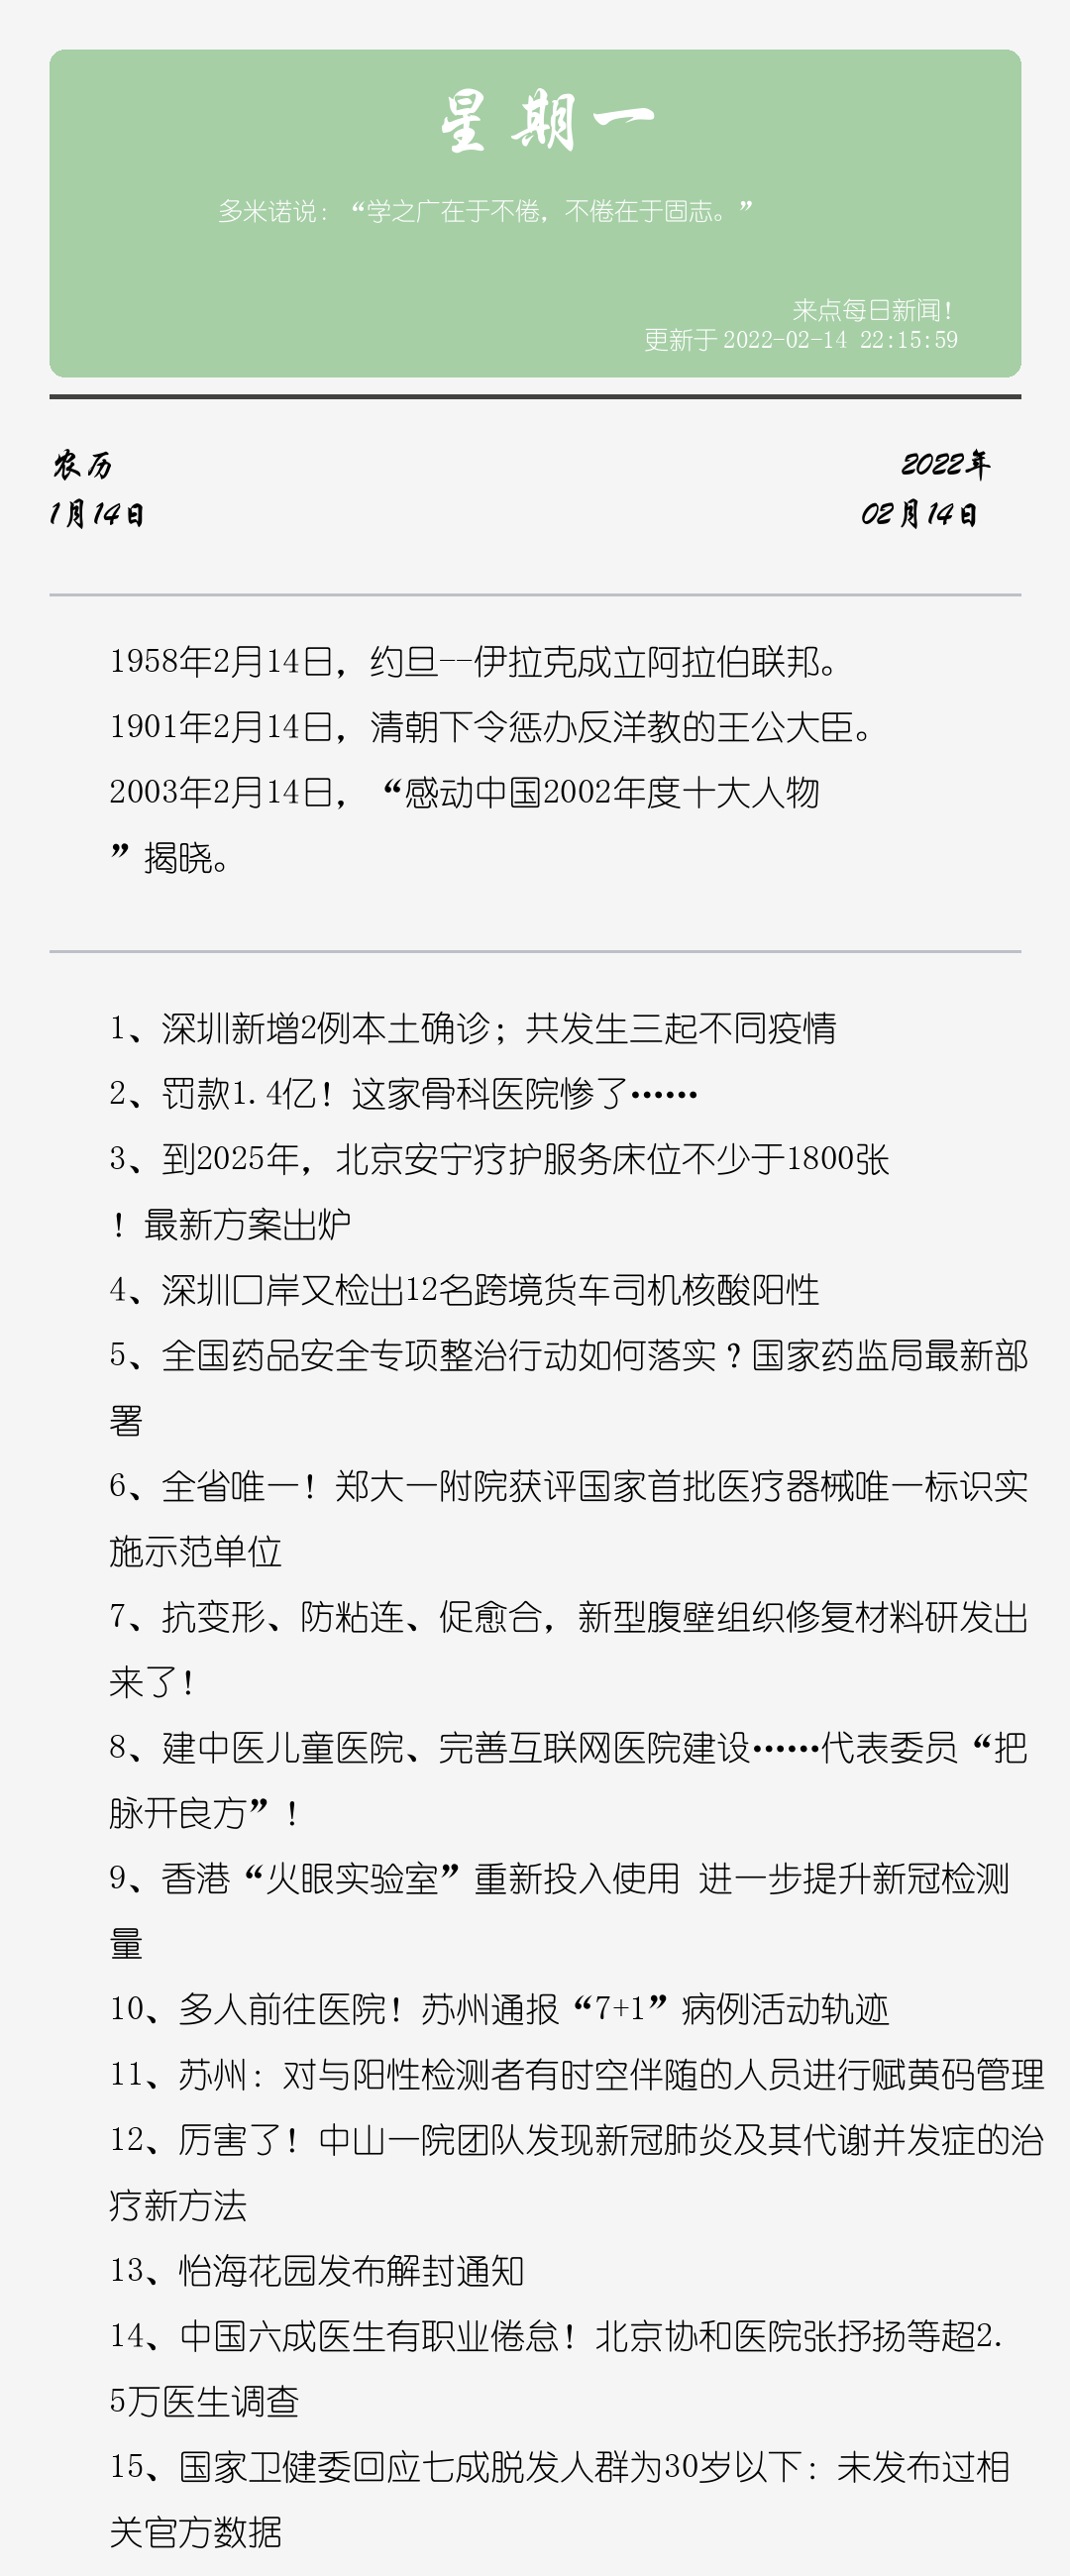 星期一
多米诺说：“学之广在于不倦，不倦在于固志。”
来点每日新闻！
更新于 2022-02-14 22:15:59
农历
2022年
1月14日
02月14日
1958年2月14日，约旦--伊拉克成立阿拉伯联邦。
1901年2月14日，清朝下令惩办反洋教的王公大臣。
2003年2月14日，“感动中国2002年度十大人物
”揭晓。
1、深圳新增2例本土确诊；共发生三起不同疫情
2、罚款1.4亿！这家骨科医院惨了……
3、到2025年，北京安宁疗护服务床位不少于1800张
！最新方案出炉
4、深圳口岸又检出12名跨境货车司机核酸阳性
5、全国药品安全专项整治行动如何落实？国家药监局最新部
署
6、全省唯一！郑大一附院获评国家首批医疗器械唯一标识实
施示范单位
7、抗变形、防粘连、促愈合，新型腹壁组织修复材料研发出
来了！
8、建中医儿童医院、完善互联网医院建设……代表委员“把
脉开良方”！
9、香港“火眼实验室”重新投入使用 进一步提升新冠检测
量
10、多人前往医院！苏州通报“7+1”病例活动轨迹
11、苏州：对与阳性检测者有时空伴随的人员进行赋黄码管理
12、厉害了！中山一院团队发现新冠肺炎及其代谢并发症的治
疗新方法
13、怡海花园发布解封通知
14、中国六成医生有职业倦怠！北京协和医院张抒扬等超2.
5万医生调查
15、国家卫健委回应七成脱发人群为30岁以下：未发布过相
关官方数据